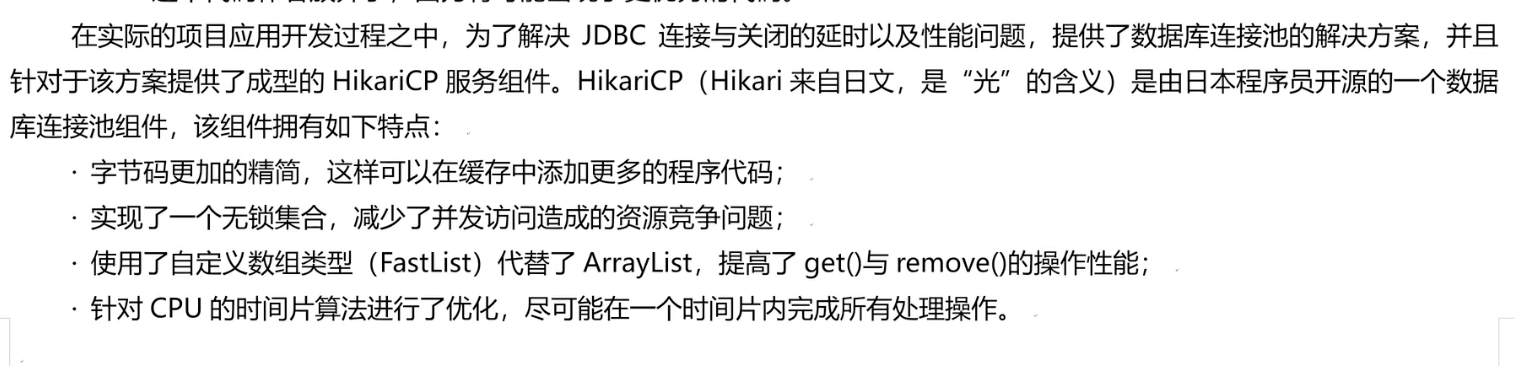 在实际的项目应用开发过程之中，为了解决 JDBC 连接与关闭的延时以及性能问题，提供了数据库连接池的解决方案，并且
针对于该方案提供了成型的 HikariCP 服务组件。HikariCP（Hikari 来自日文，是“光”的含义）是由日本程序员开源的一个数据
库连接池组件，该组件拥有如下特点：
· 字节码更加的精简，这样可以在缓存中添加更多的程序代码；
· 实现了一个无锁集合，减少了并发访问造成的资源竞争问题；
· 使用了自定义数组类型（FastList）代替了 ArrayList，提高了 get()与 remove()的操作性能；
· 针对 CPU 的时间片算法进行了优化，尽可能在一个时间片内完成所有处理操作。